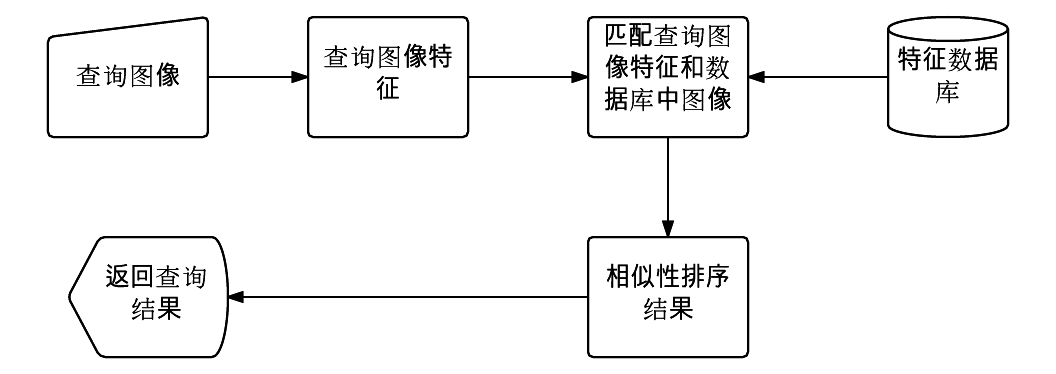 查询图像
查询图像特
征
匹配查询图
像特征和数
据库中图像
特征数据
库
返回查询
结果
相似性排序
结果